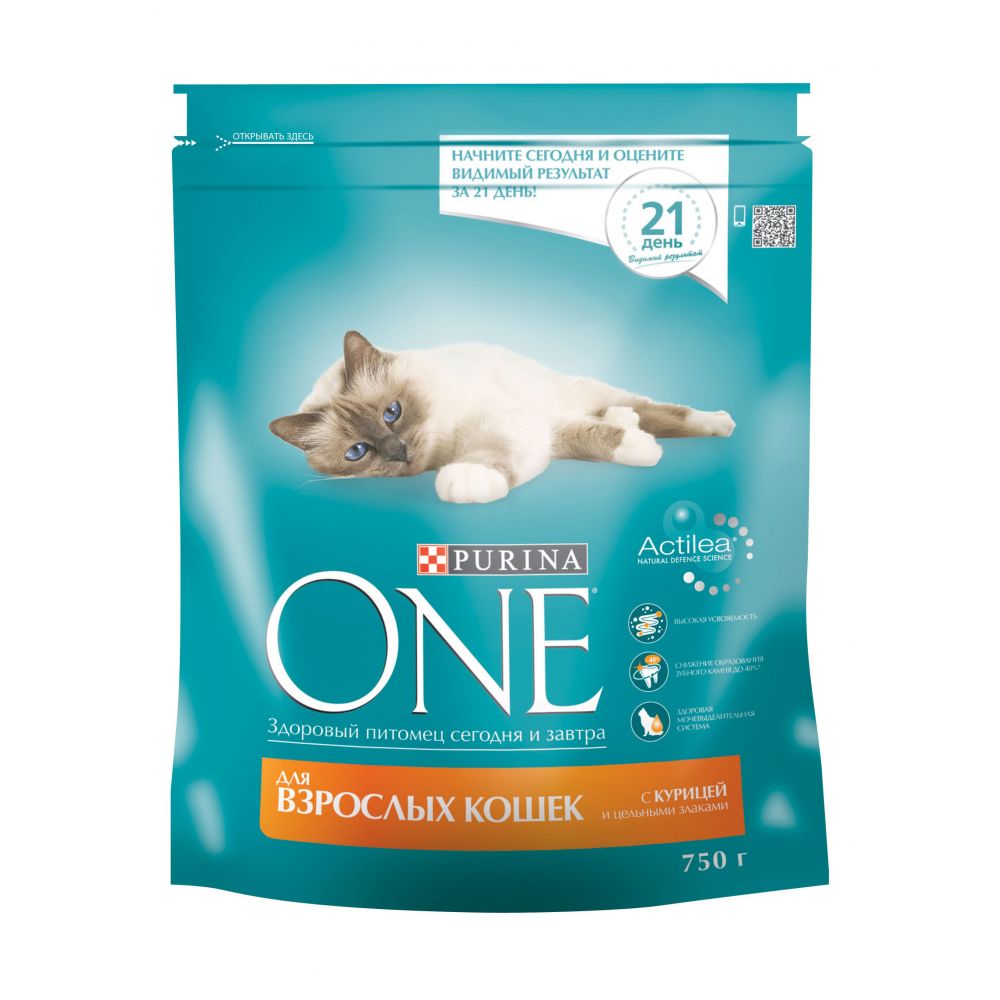 ОТКРЫВАТЬ ЗДЕСЬ
НАЧНИТЕ СЕГОДНЯ И ОЦЕНИТЕ
ВИДИМЫЙ РЕЗУЛЬТАТ
ЗА 21 ДЕНЬ!
21
день
Видимый результат
Actilea
NATURAL DEFENCE SCIENCE
PURINA
ONE®
ВЫСОКАЯ УСВОЯЕМОСТЬ
-40%
СНИЖЕНИЕ ОБРАЗОВАНИЯ
ЗУБНОГО КАМНЯ ДО 40%*
ЗДОРОВАЯ
МОЧЕВЫДЕЛИТЕЛЬНАЯ
СИСТЕМА
Здоровый питомец сегодня и завтра
для
ВЗРОСЛЫХ КОШЕК
С КУРИЦЕЙ
и цельными злаками
750 г